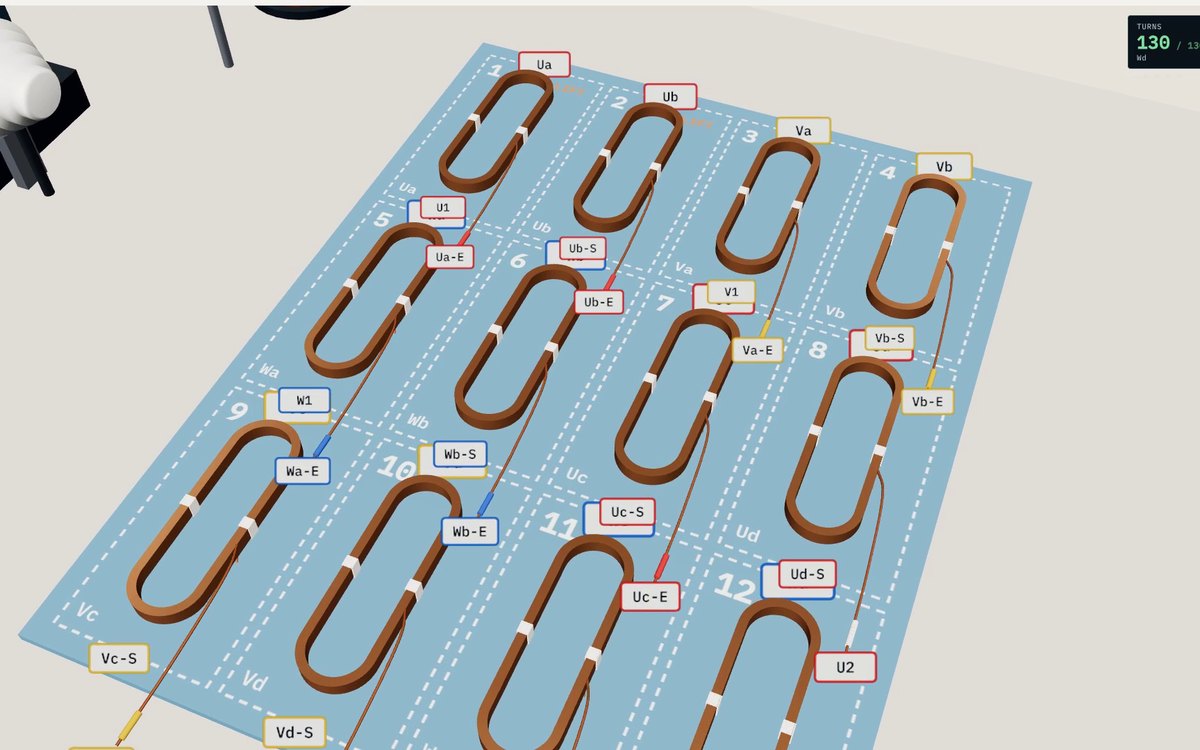 TURNS
130 / 13
Wd
1
Ua
2
Ub
3
Va
4
Vb
Ua
Ub
Va
Vb
5
U1
Ua-E
6
Ub-S
Ub-E
7
V1
Va-E
8
Vb-S
Vb-E
Wa
Wb
Uc
Ud
9
W1
Wa-E
10
Wb-S
Wb-E
11
Uc-S
Uc-E
12
Ud-S
U2
Vc
Vd
Vc-S
Vd-S